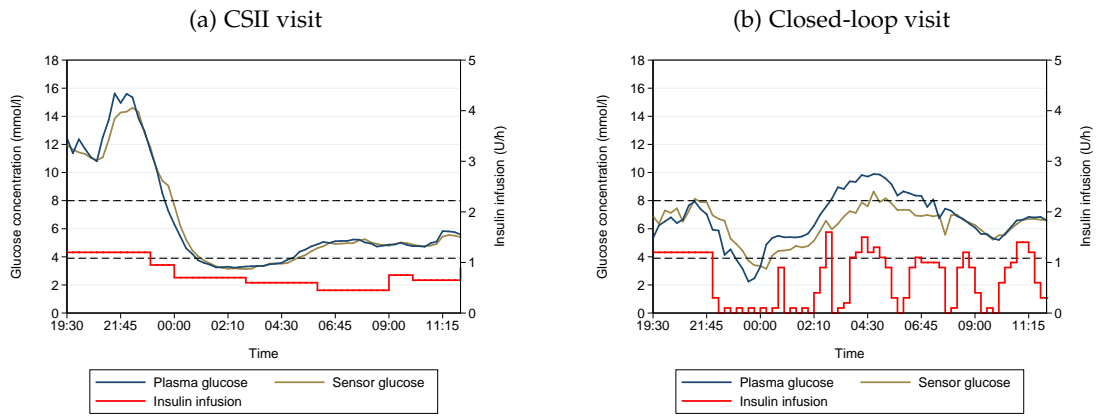 (a) CSII visit
18
16
14
12
10
8
6
4
2
0
Glucose concentration (mmol/l)
5
4
3
2
1
0
Insulin infusion (U/h)
19:30 21:45 00:00 02:10 04:30 06:45 09:00 11:15
Time
Plasma glucose Sensor glucose
Insulin infusion
(b) Closed-loop visit
18
16
14
12
10
8
6
4
2
0
Glucose concentration (mmol/l)
5
4
3
2
1
0
Insulin infusion (U/h)
19:30 21:45 00:00 02:10 04:30 06:45 09:00 11:15
Time
Plasma glucose Sensor glucose
Insulin infusion